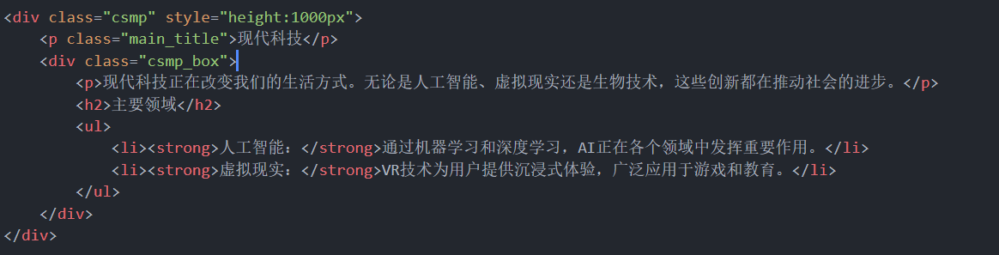 <div class="csmp" style="height:1000px">
    <p class="main_title">现代科技</p>
    <div class="csmp_box">
        <p>现代科技正在改变我们的生活方式。无论是人工智能、虚拟现实还是生物技术，这些创新都在推动社会的进步。</p>
        <h2>主要领域</h2>
        <ul>
            <li><strong>人工智能：</strong>通过机器学习和深度学习，AI正在各个领域中发挥重要作用。</li>
            <li><strong>虚拟现实：</strong>VR技术为用户提供沉浸式体验，广泛应用于游戏和教育。</li>
        </ul>
    </div>
</div>